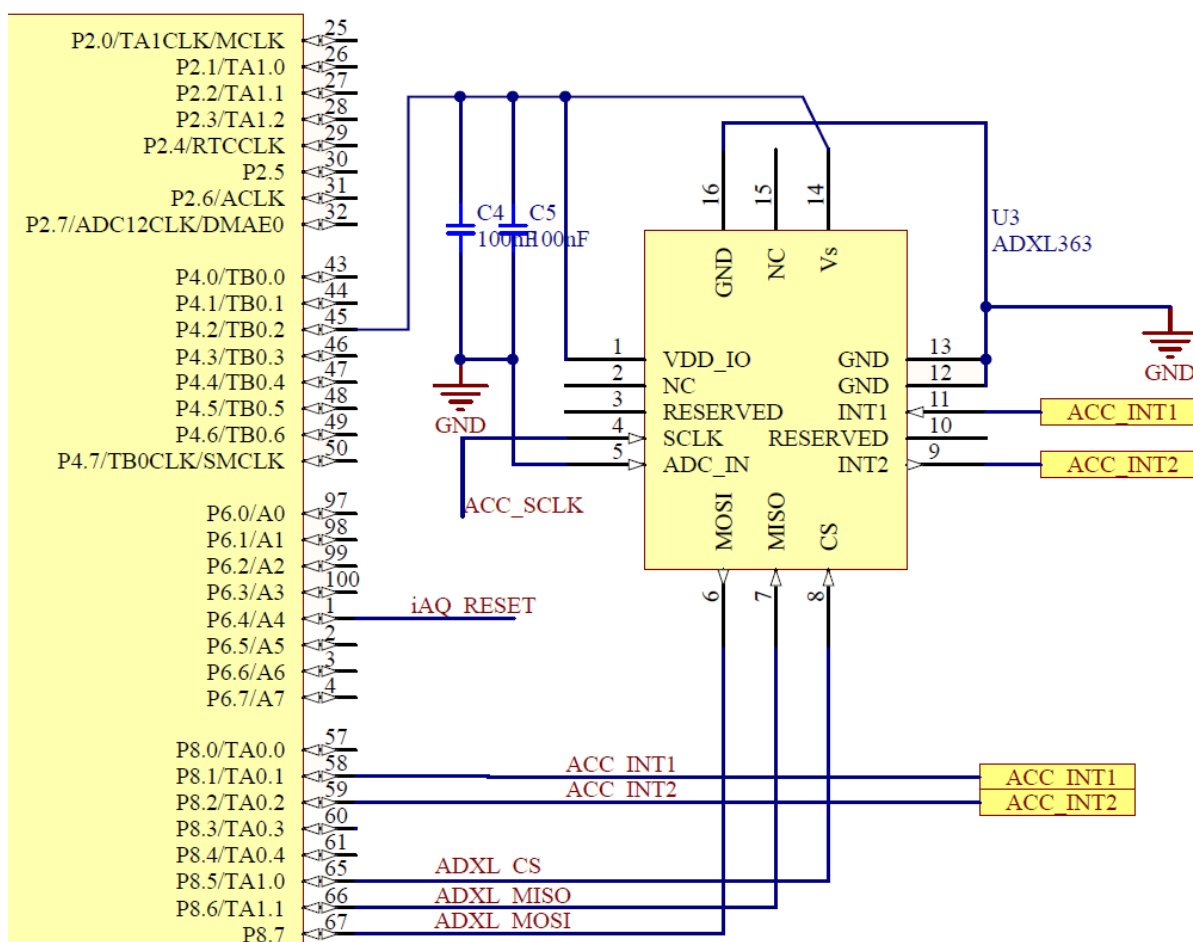 P2.0/TA1CLK/MCLK 25
P2.1/TA1.0 26
P2.2/TA1.1 27
P2.3/TA1.2 28
P2.4/RTCCLK 29
P2.5 30
P2.6/ACLK 31
P2.7/ADC12CLK/DMAE0 32
P4.0/TB0.0 43
P4.1/TB0.1 44
P4.2/TB0.2 45
P4.3/TB0.3 46
P4.4/TB0.4 47
P4.5/TB0.5 48
P4.6/TB0.6 49
P4.7/TB0CLK/SMCLK 50
P6.0/A0 97
P6.1/A1 98
P6.2/A2 99
P6.3/A3 100
P6.4/A4 1
P6.5/A5 2
P6.6/A6 3
P6.7/A7 4
P8.0/TA0.0 57
P8.1/TA0.1 58
P8.2/TA0.2 59
P8.3/TA0.3 60
P8.4/TA0.4 61
P8.5/TA1.0 65
P8.6/TA1.1 66
P8.7 67
C4
100nF
C5
100nF
GND
ACC_SCLK
iAQ_RESET
16 15 14
GND NC Vs
U3
ADXL363
1 VDD_IO
2 NC
3 RESERVED
4 SCLK
5 ADC_IN
GND 13
GND 12
INT1 11
RESERVED 10
INT2 9
MOSI MISO CS
6 7 8
GND
ACC_INT1
ACC_INT2
ACC_INT1
ACC_INT2
ACC_INT1
ACC_INT2
ADXL_CS
ADXL_MISO
ADXL_MOSI